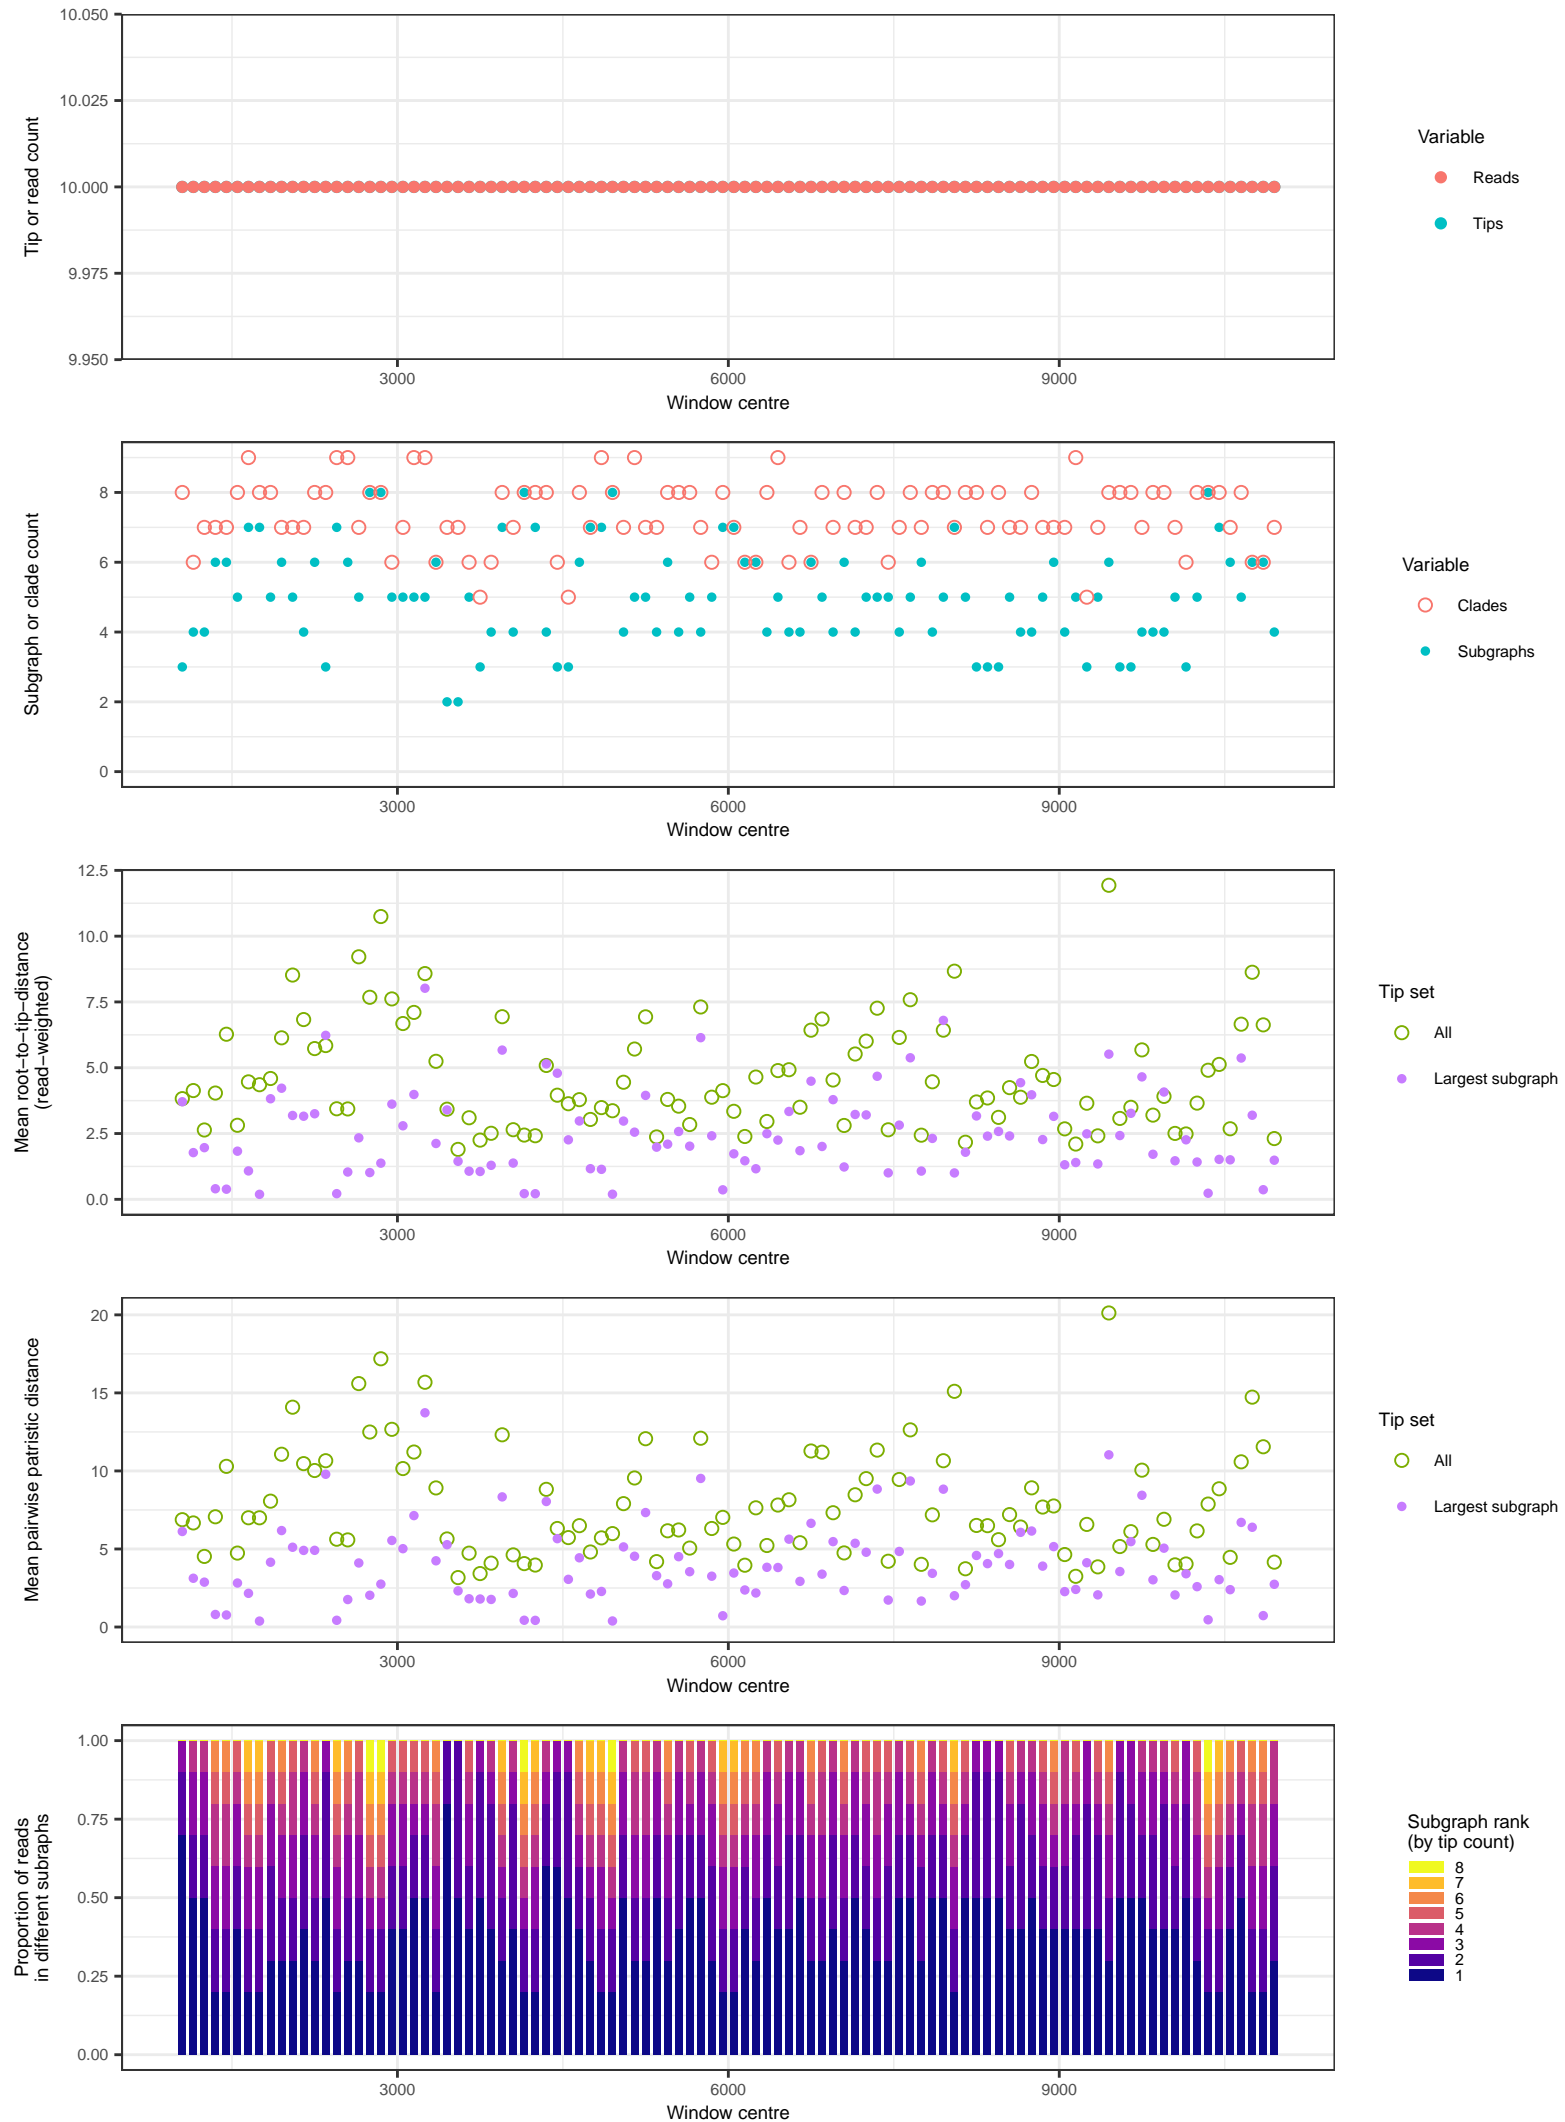 10.050
10.025
10.000
9.975
9.950
Tip or read count
3000 6000 9000
Window centre
Variable
Reads
Tips
8
6
4
2
0
Subgraph or clade count
3000 6000 9000
Window centre
Variable
Clades
Subgraphs
12.5
10.0
7.5
5.0
2.5
0.0
Mean root−to−tip−distance
(read−weighted)
3000 6000 9000
Window centre
Tip set
All
Largest subgraph
20
15
10
5
0
Mean pairwise patristic distance
3000 6000 9000
Window centre
Tip set
All
Largest subgraph
1.00
0.75
0.50
0.25
0.00
Proportion of reads
in different subraphs
3000 6000 9000
Window centre
Subgraph rank
(by tip count)
8
7
6
5
4
3
2
1